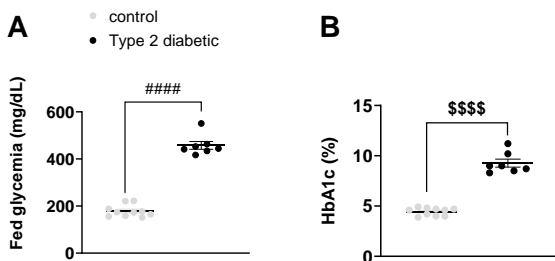 A
control
Type 2 diabetic
####
Fed glycemia (mg/dL)
600
400
200
0
B
$$$$
HbA1c (%)
15
10
5
0